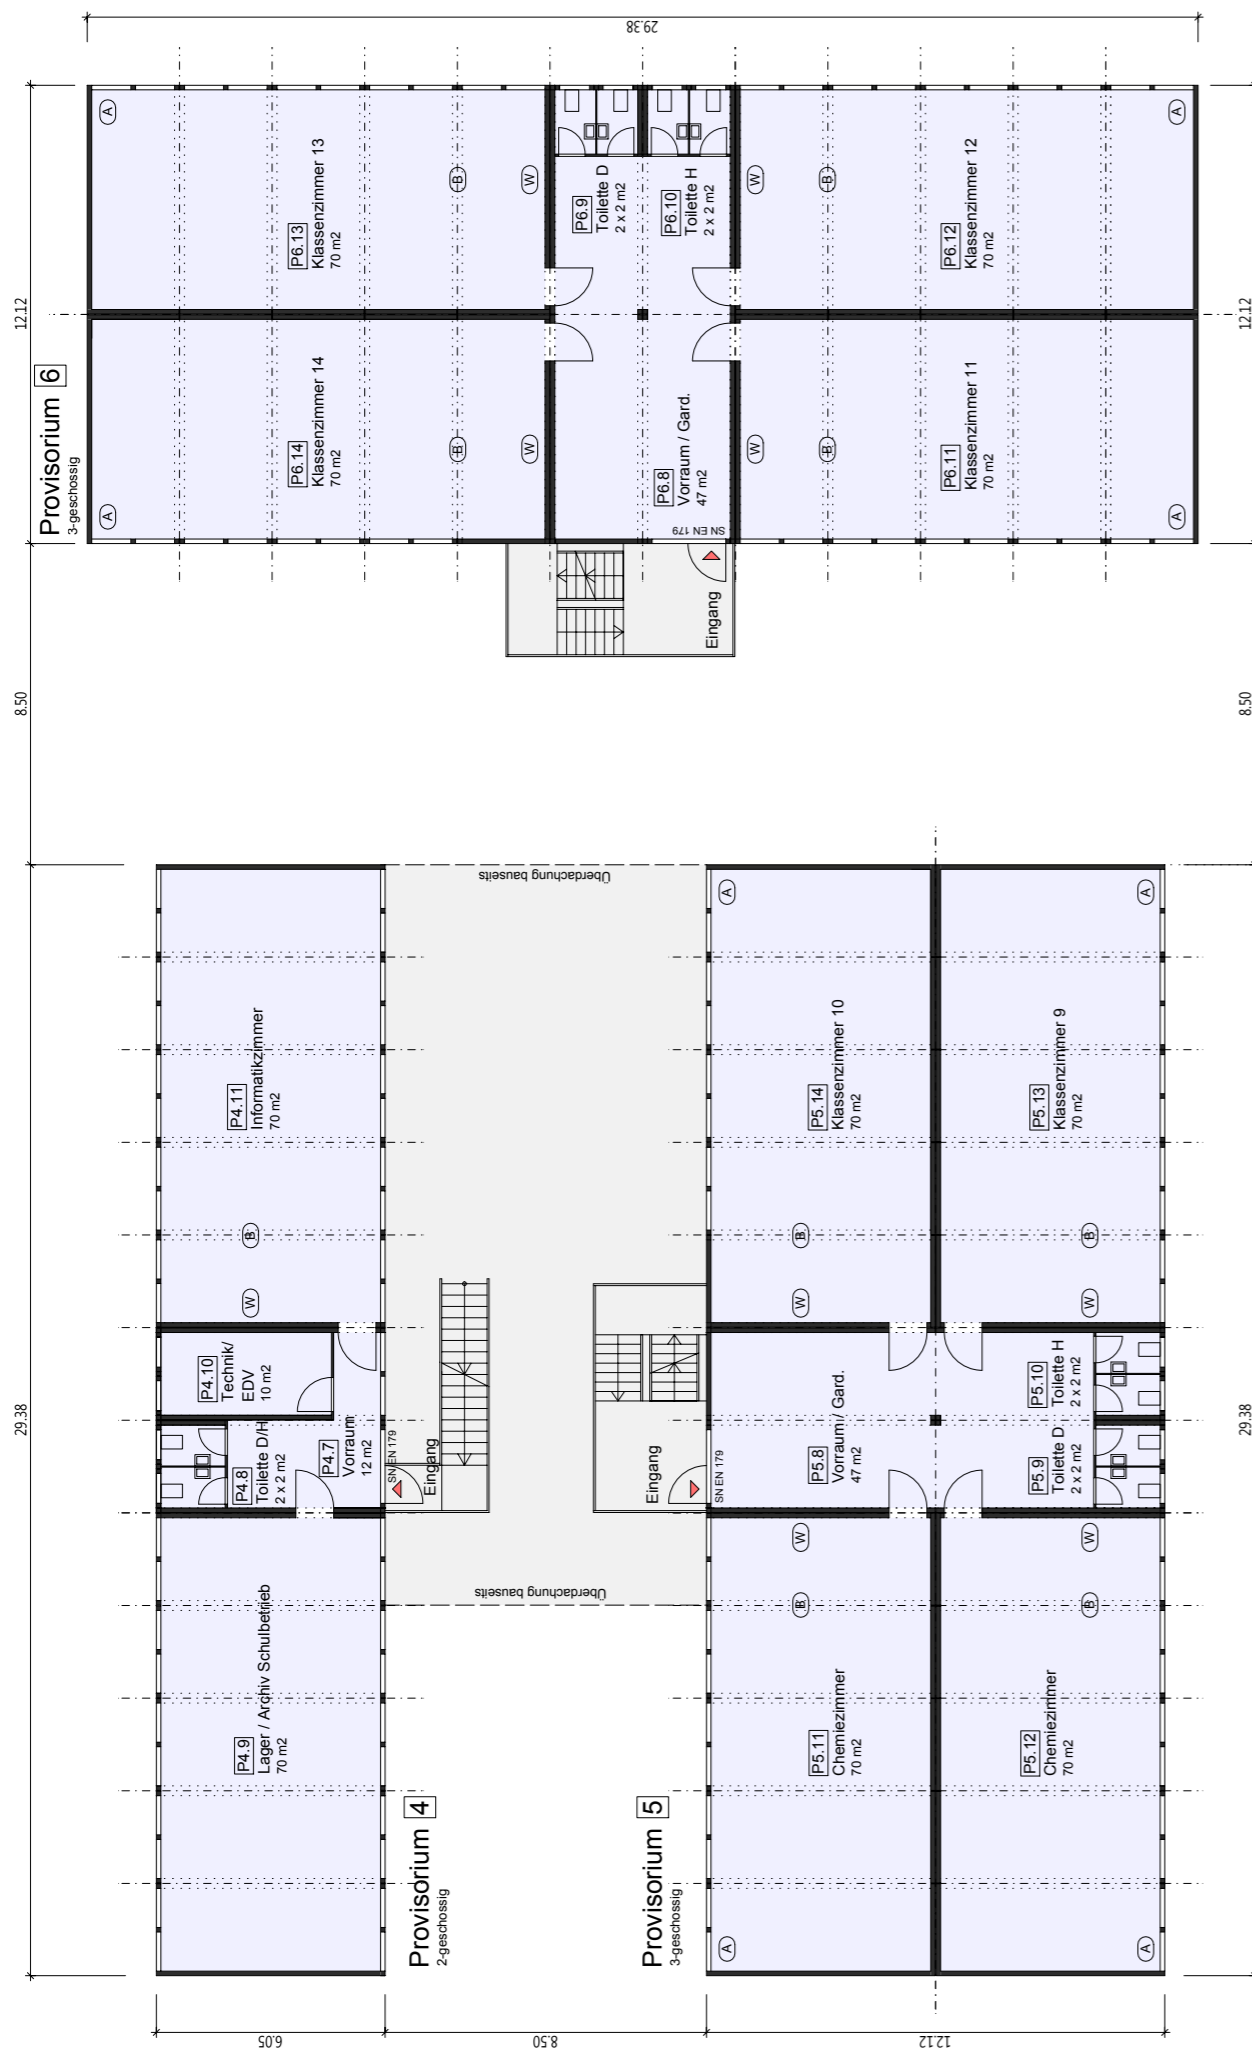 29.38
12.12
8.50
29.38
12.12
8.50
29.38
6.05
8.50
12.12
Provisorium 6
3-geschossig
P6.13
Klassenzimmer 13
70 m2
P6.14
Klassenzimmer 14
70 m2
P6.9
Toilette D
2 x 2 m2
P6.10
Toilette H
2 x 2 m2
P6.8
Vorraum / Gard.
47 m2
SN EN 179
Eingang
P6.12
Klassenzimmer 12
70 m2
P6.11
Klassenzimmer 11
70 m2
A
A
A
A
B
B
B
B
W
W
W
W
Provisorium 4
2-geschossig
P4.9
Lager / Archiv Schulbetrieb
70 m2
P4.8
Toilette D/H
2 x 2 m2
P4.7
Vorraum
12 m2
P4.10
Technik/
EDV
10 m2
P4.11
Informatikzimmer
70 m2
B
W
SN EN 179
Eingang
Überdachung bauseits
Überdachung bauseits
Provisorium 5
3-geschossig
P5.11
Chemiezimmer
70 m2
P5.12
Chemiezimmer
70 m2
P5.8
Vorraum / Gard.
47 m2
P5.9
Toilette D
2 x 2 m2
P5.10
Toilette H
2 x 2 m2
SN EN 179
Eingang
P5.14
Klassenzimmer 10
70 m2
P5.13
Klassenzimmer 9
70 m2
A
A
A
A
B
B
B
B
W
W
W
W